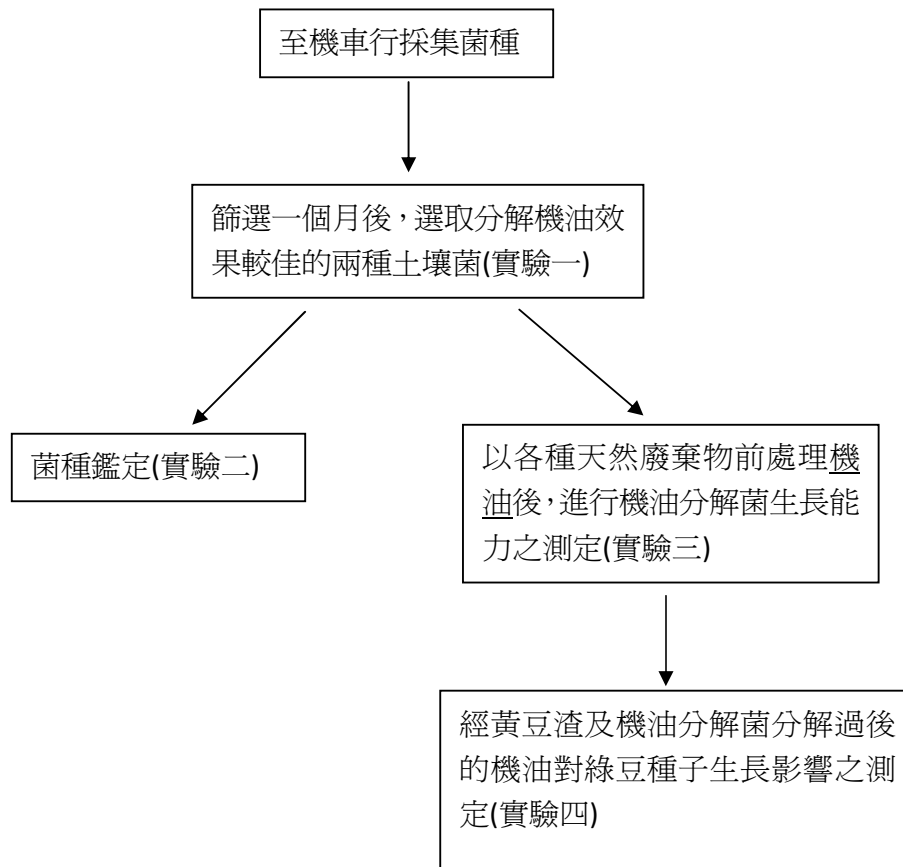 至機車行採集菌種
篩選一個月後，選取分解機油效
果較佳的兩種土壤菌(實驗一)
菌種鑑定(實驗二)
以各種天然廢棄物前處理機
油後，進行機油分解菌生長能
力之測定(實驗三)
經黃豆渣及機油分解菌分解過後
的機油對綠豆種子生長影響之測
定(實驗四)